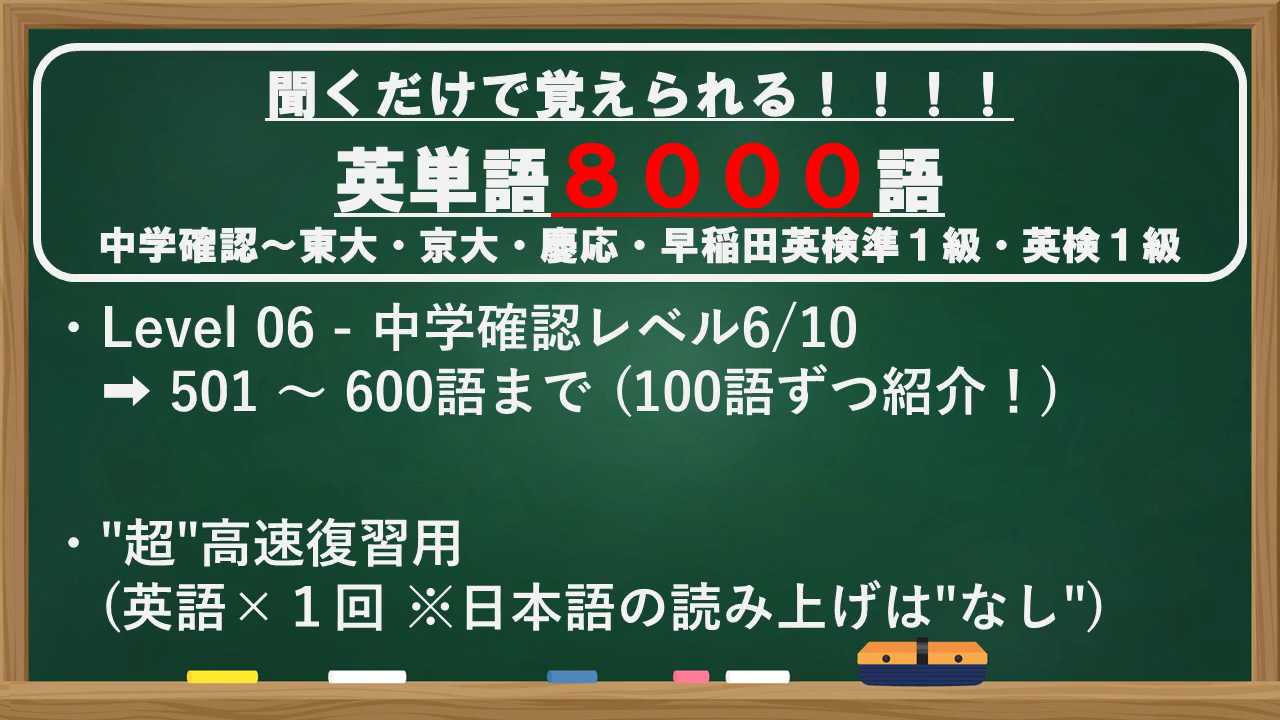 聞くだけで覚えられる！！！！
英単語８０００語
中学確認～東大・京大・慶応・早稲田英検準１級・英検１級
・Level 06 - 中学確認レベル6/10
➡ 501 ～ 600語まで (100語ずつ紹介！)
・"超"高速復習用
(英語×１回 ※日本語の読み上げは"なし")